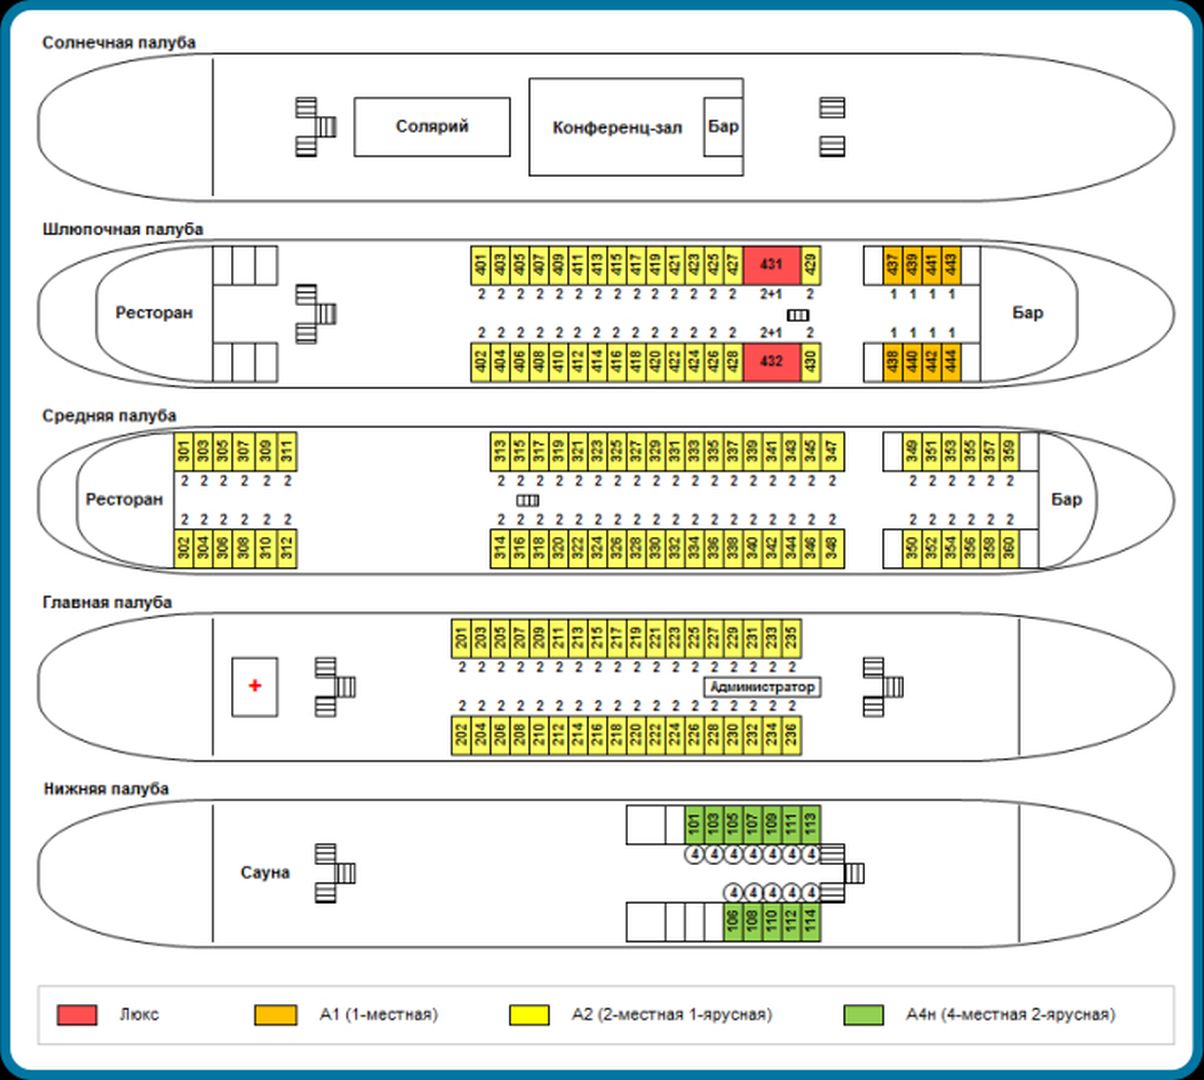 Солнечная палуба
Солярий Конференц-зал Бар
Шлюпочная палуба
401 403 405 407 409 411 413 415 417 419 421 423 425 427 431 429 437 439 441 443
2 2 2 2 2 2 2 2 2 2 2 2 2 2 2+1 2 1 1 1 1
Ресторан Бар
2 2 2 2 2 2 2 2 2 2 2 2 2 2 2+1 2 1 1 1 1
402 404 406 408 410 412 414 416 418 420 422 424 426 428 432 430 438 440 442 444
Средняя палуба
301 303 305 307 309 311 313 315 317 319 321 323 325 327 329 331 333 335 337 339 341 343 345 347 349 351 353 355 357 359
2 2 2 2 2 2 2 2 2 2 2 2 2 2 2 2 2 2 2 2 2 2 2 2 2 2 2 2 2 2
Ресторан Бар
2 2 2 2 2 2 2 2 2 2 2 2 2 2 2 2 2 2 2 2 2 2 2 2 2 2 2 2 2 2
302 304 306 308 310 312 314 316 318 320 322 324 326 328 330 332 334 336 338 340 342 344 346 348 350 352 354 356 358 360
Главная палуба
201 203 205 207 209 211 213 215 217 219 221 223 225 227 229 231 233 235
2 2 2 2 2 2 2 2 2 2 2 2 2 2 2 2 2 2
Администратор
2 2 2 2 2 2 2 2 2 2 2 2 2 2 2 2 2 2
202 204 206 208 210 212 214 216 218 220 222 224 226 228 230 232 234 236
Нижняя палуба
101 103 105 107 109 111 113
4 4 4 4 4 4 4
Сауна
4 4 4 4 4
106 108 110 112 114
Люкс А1 (1-местная) А2 (2-местная 1-ярусная) А4н (4-местная 2-ярусная)